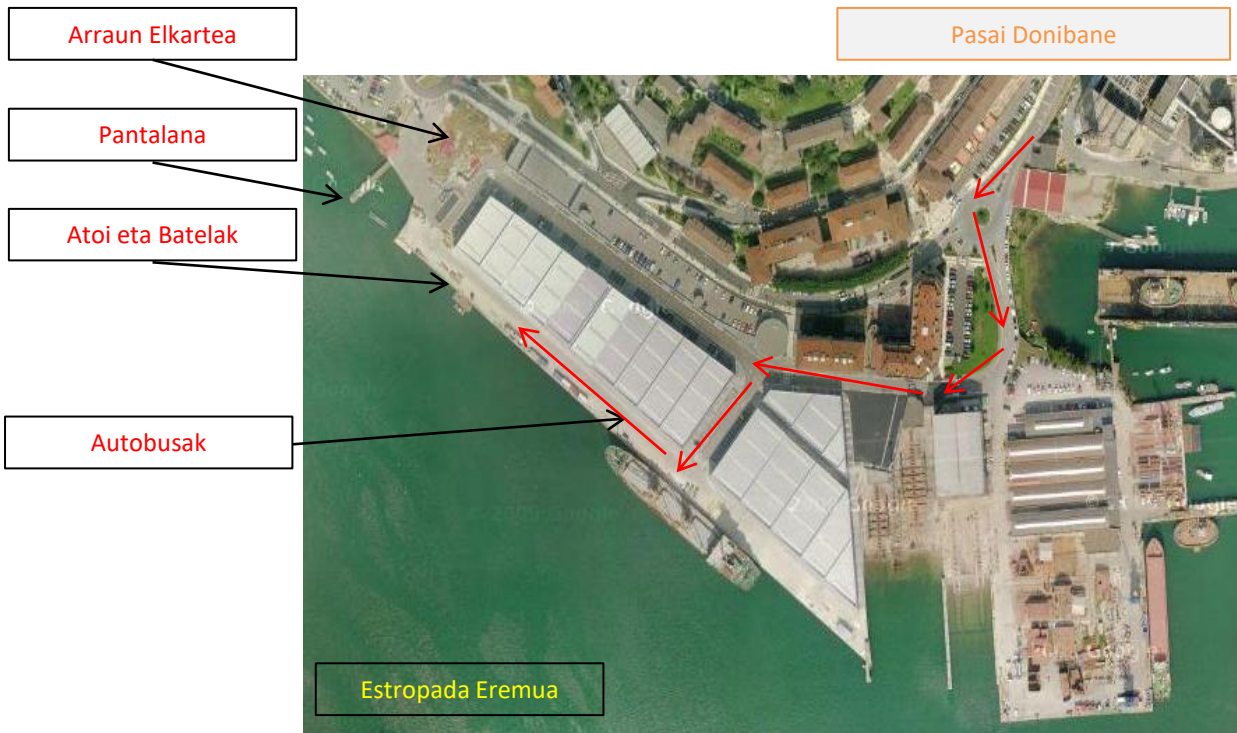 Arraun Elkartea
Pasai Donibane
Pantalana
Atoi eta Batelak
Autobusak
Estropada Eremua